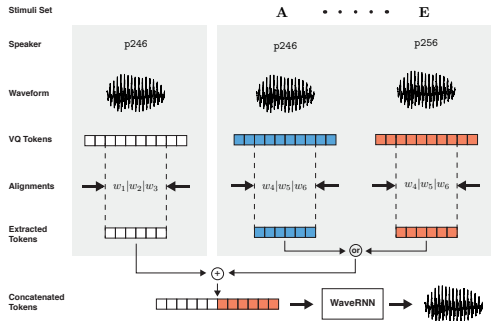 Stimuli Set A E
Speaker p246 p246 p256
Waveform
VQ Tokens
Alignments w₁|w₂|w₃ w₄|w₅|w₆ w₄|w₅|w₆
Extracted
Tokens
or
+
Concatenated
Tokens
WaveRNN